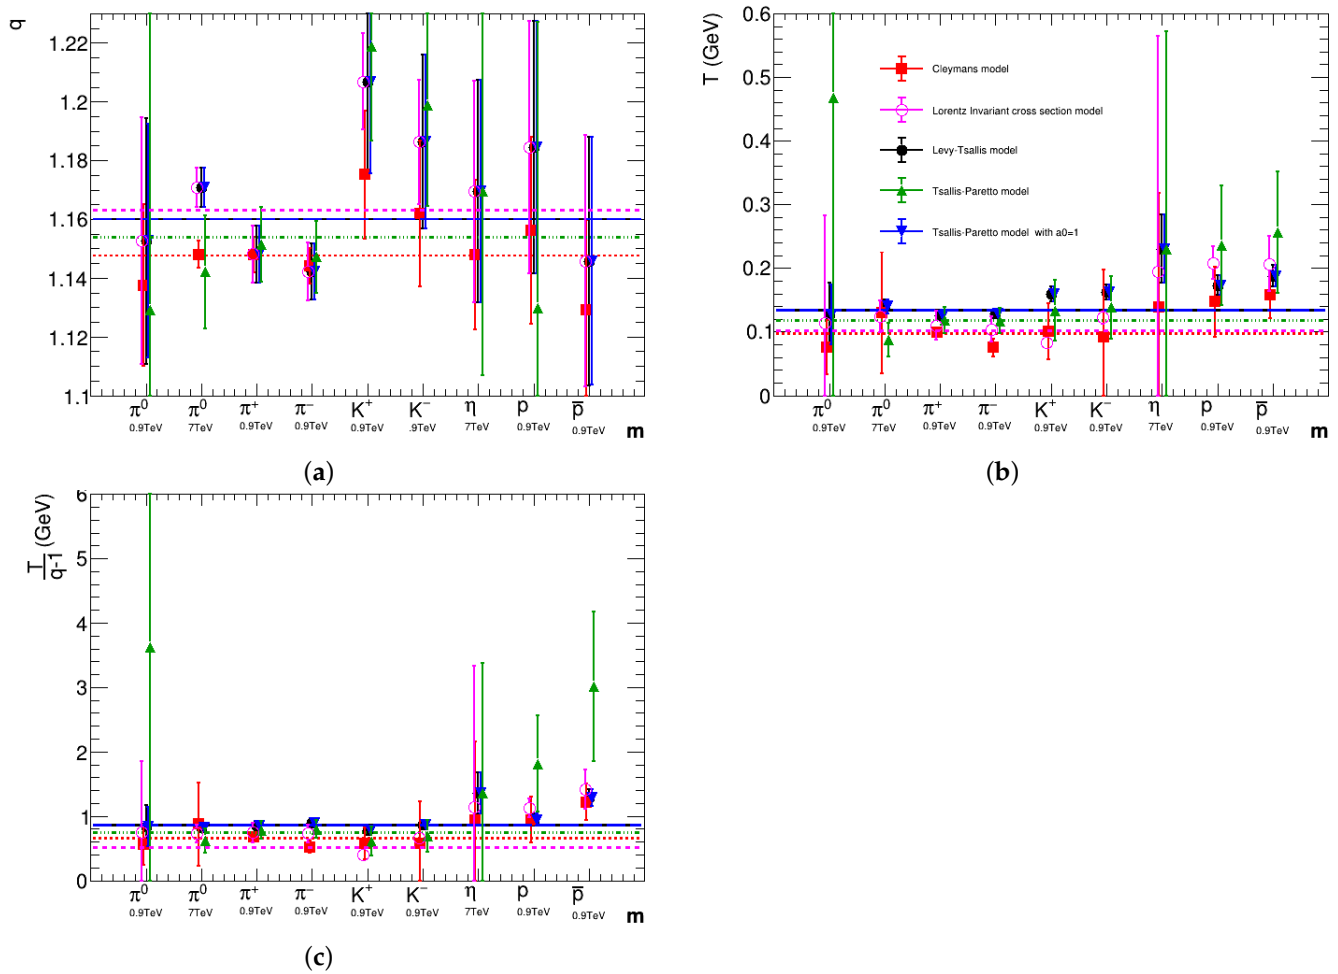 q
1.22
1.2
1.18
1.16
1.14
1.12
1.1
π⁰ π⁰ π⁺ π⁻ K⁺ K⁻ η p p̅
0.9TeV 7TeV 0.9TeV 0.9TeV 0.9TeV .9TeV 7TeV 0.9TeV 0.9TeV
m
(a)
T (GeV)
0.6
0.5
0.4
0.3
0.2
0.1
0
Cleymans model
Lorentz Invariant cross section model
Levy-Tsallis model
Tsallis-Paretto model
Tsallis-Paretto model with a0=1
π⁰ π⁰ π⁺ π⁻ K⁺ K⁻ η p p̅
0.9TeV 7TeV 0.9TeV 0.9TeV 0.9TeV 0.9TeV 7TeV 0.9TeV 0.9TeV
m
(b)
T/q-1 (GeV)
6
5
4
3
2
1
0
π⁰ π⁰ π⁺ π⁻ K⁺ K⁻ η p p̅
0.9TeV 7TeV 0.9TeV 0.9TeV 0.9TeV 0.9TeV 7TeV 0.9TeV 0.9TeV
m
(c)